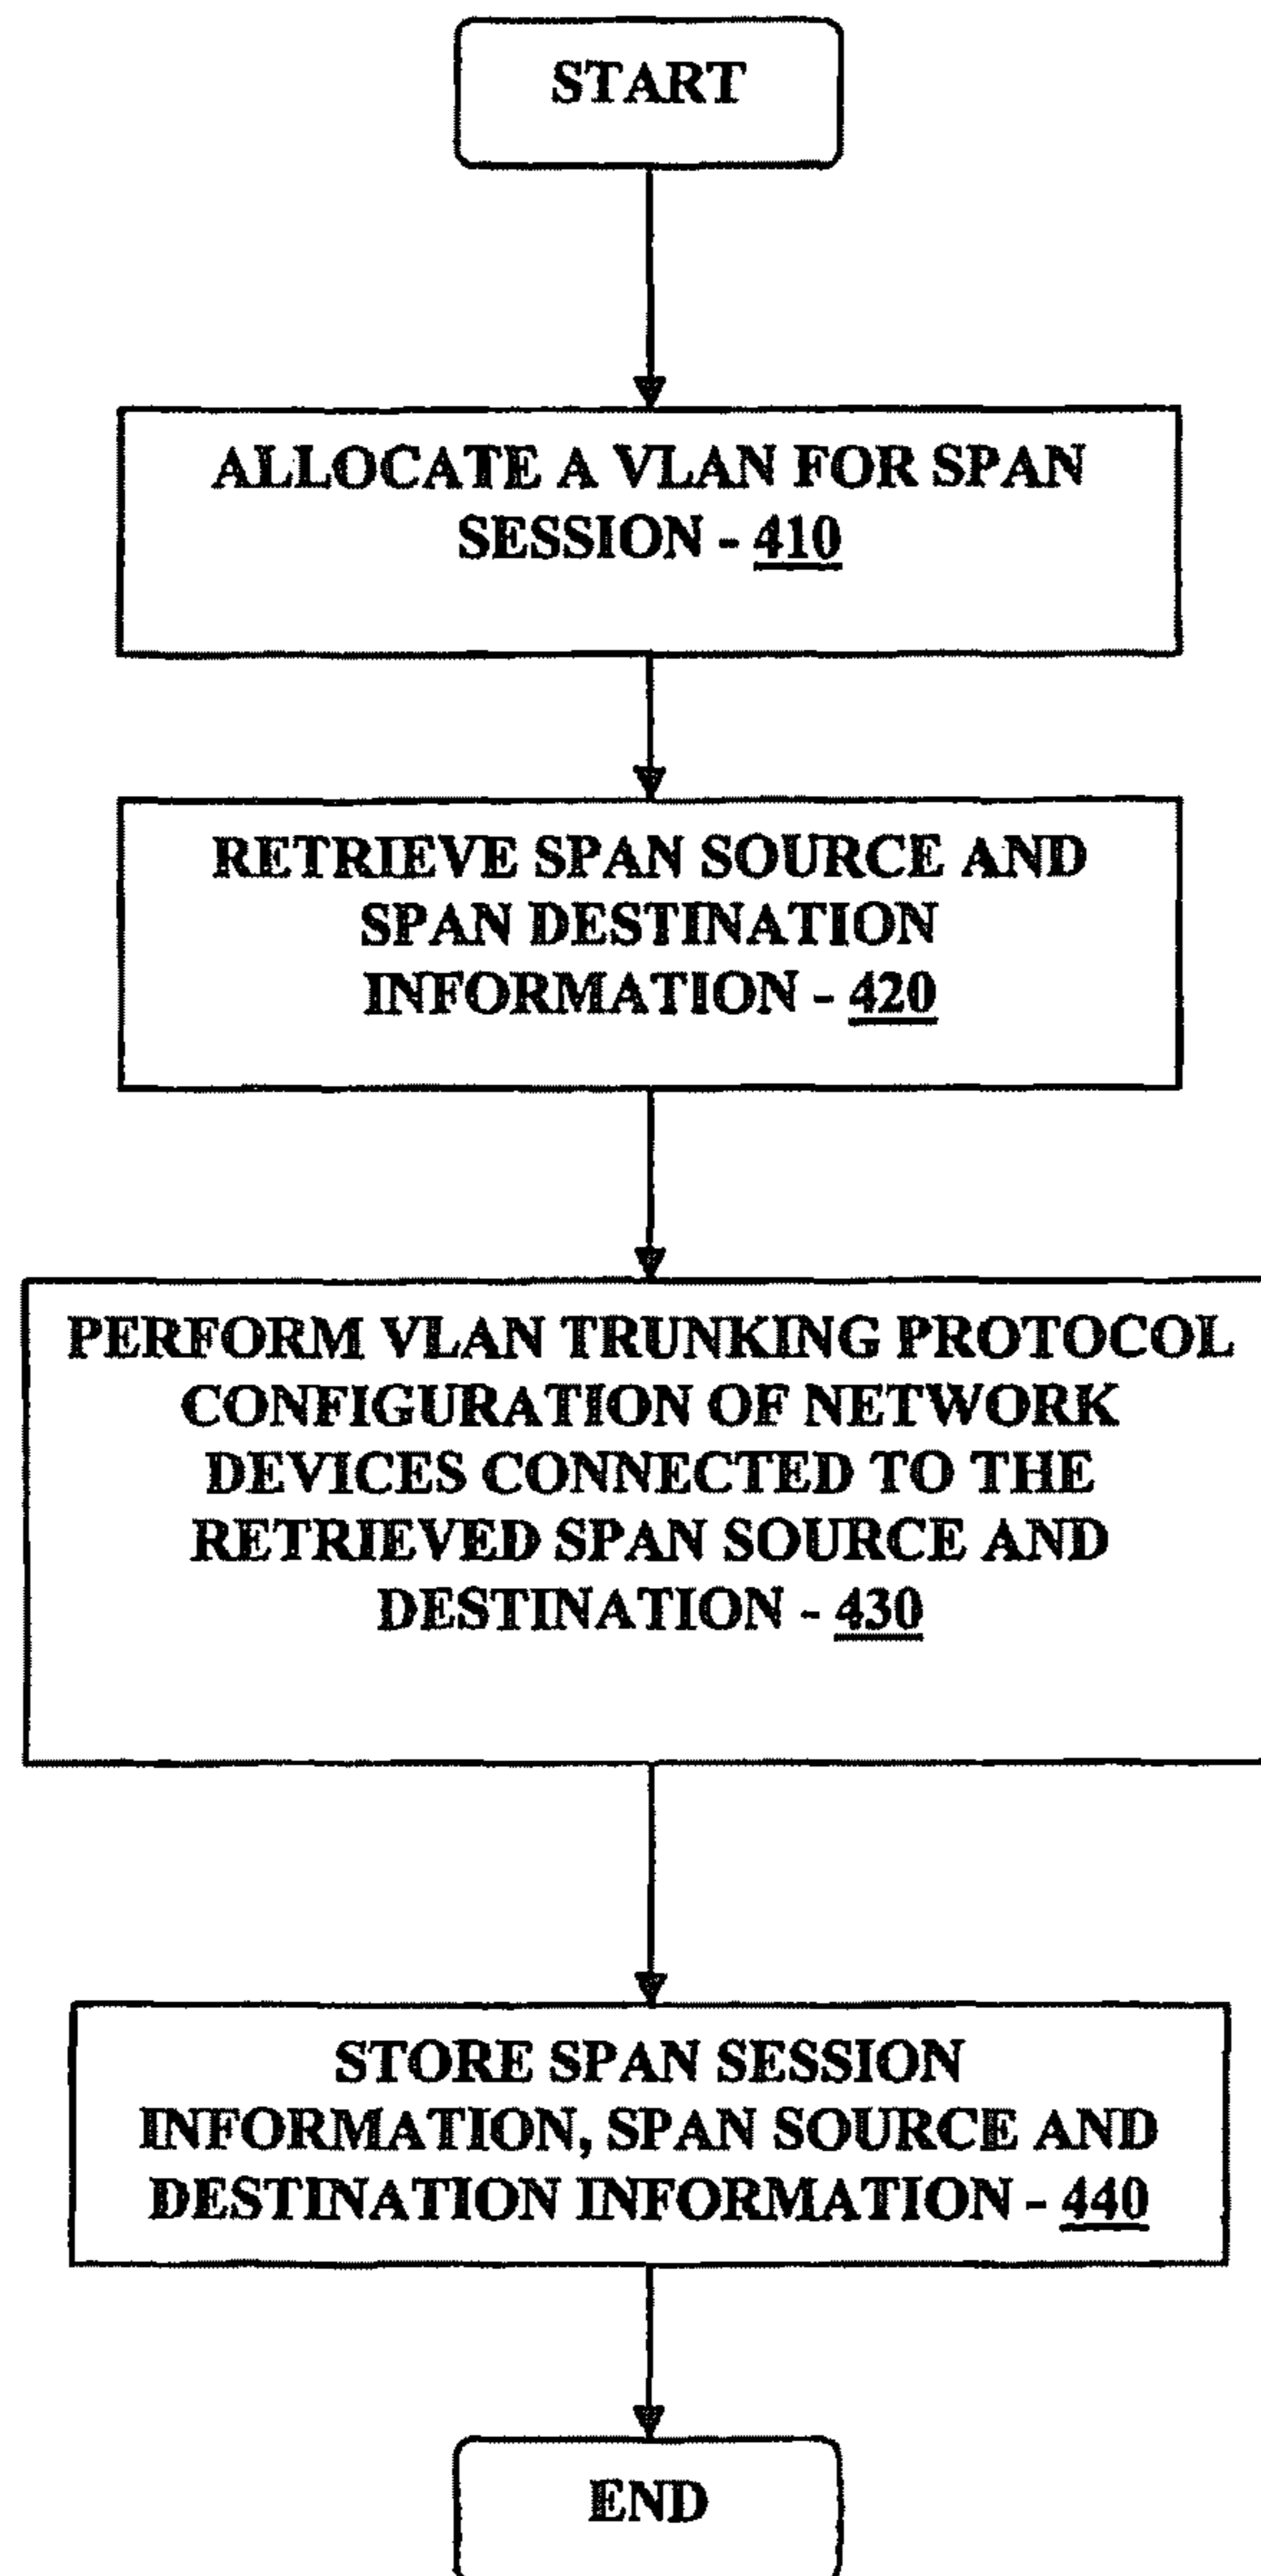 START
ALLOCATE A VLAN FOR SPAN
SESSION - 410
RETRIEVE SPAN SOURCE AND
SPAN DESTINATION
INFORMATION - 420
PERFORM VLAN TRUNKING PROTOCOL
CONFIGURATION OF NETWORK
DEVICES CONNECTED TO THE
RETRIEVED SPAN SOURCE AND
DESTINATION - 430
STORE SPAN SESSION
INFORMATION, SPAN SOURCE AND
DESTINATION INFORMATION - 440
END